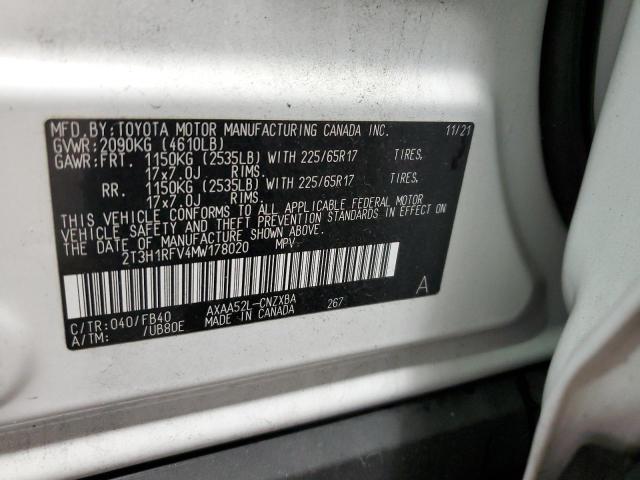 MFD.BY:TOYOTA MOTOR MANUFACTURING CANADA INC. 11/21
GVWR:2090KG (4610LB)
GAWR:FRT. 1150KG (2535LB) WITH 225/65R17 TIRES,
17x7.0J RIMS.
RR. 1150KG (2535LB) WITH 225/65R17 TIRES,
17x7.0J RIMS.
THIS VEHICLE CONFORMS TO ALL APPLICABLE FEDERAL MOTOR
VEHICLE SAFETY AND THEFT PREVENTION STANDARDS IN EFFECT ON
THE DATE OF MANUFACTURE SHOWN ABOVE.
2T3H1RFV4MW178020 MPV
A
C/TR:040/FB40 AXAA52L-CNZXBA 267
A/TM: /UB80E MADE IN CANADA